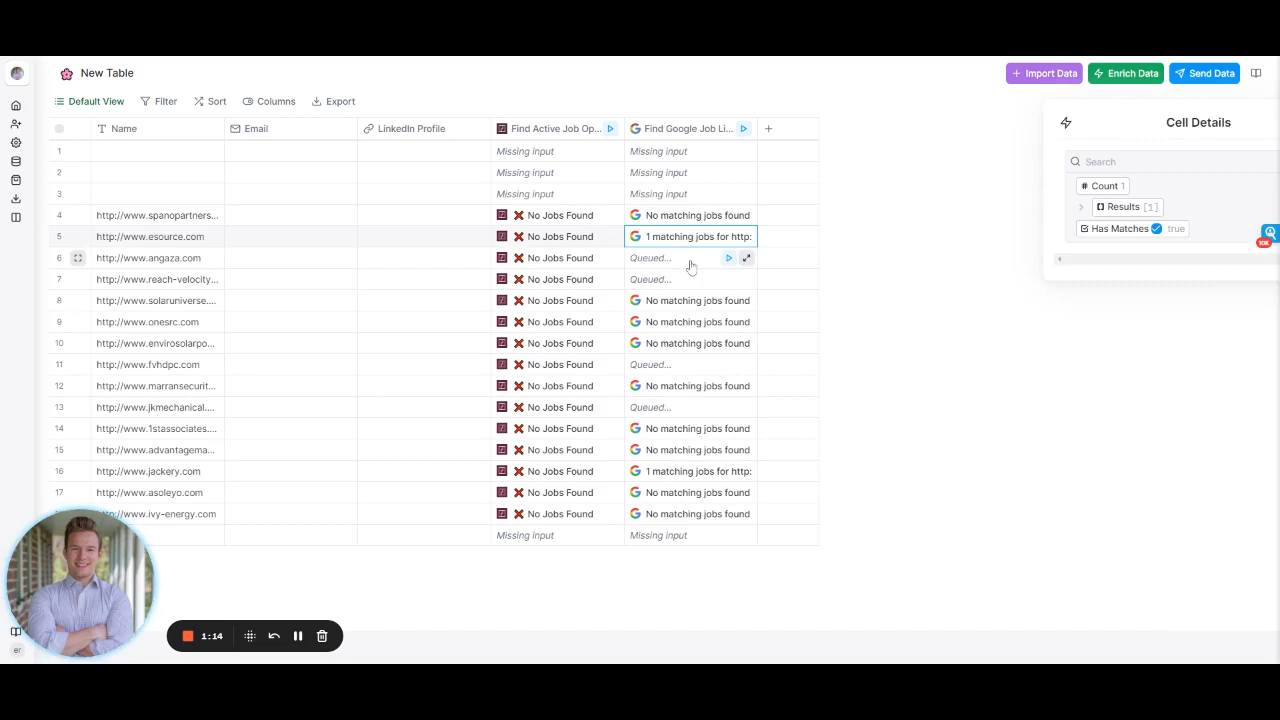 New Table
Import Data Enrich Data Send Data
Default View Filter Sort Columns Export
Name Email LinkedIn Profile Find Active Job Op... Find Google Job Li...
Cell Details
Search
Count 1
Results [1]
Has Matches true
10K
1 Missing input Missing input
2 Missing input Missing input
3 Missing input Missing input
4 http://www.spanopartners... No Jobs Found No matching jobs found
5 http://www.esource.com No Jobs Found 1 matching jobs for http:
6 http://www.angaza.com No Jobs Found Queued...
7 http://www.reach-velocity... No Jobs Found Queued...
8 http://www.solaruniverse.... No Jobs Found No matching jobs found
9 http://www.onesrc.com No Jobs Found No matching jobs found
10 http://www.envirosolarpo... No Jobs Found No matching jobs found
11 http://www.fvhdpc.com No Jobs Found Queued...
12 http://www.marransecurit... No Jobs Found No matching jobs found
13 http://www.jkmechanical.... No Jobs Found Queued...
14 http://www.1stassociates.... No Jobs Found No matching jobs found
15 http://www.advantagema... No Jobs Found No matching jobs found
16 http://www.jackery.com No Jobs Found 1 matching jobs for http:
17 http://www.asoleyo.com No Jobs Found No matching jobs found
http://www.ivy-energy.com No Jobs Found No matching jobs found
Missing input Missing input
1:14
er